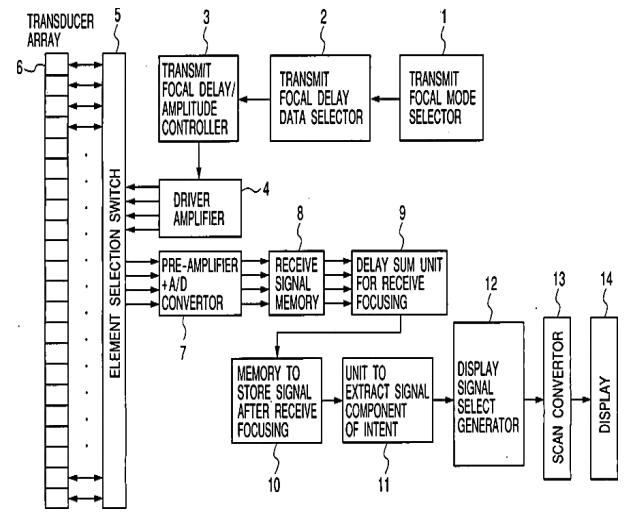 TRANSDUCER
ARRAY
6
5
3
2
1
TRANSMIT
FOCAL DELAY/
AMPLITUDE
CONTROLLER
TRANSMIT
FOCAL DELAY
DATA SELECTOR
TRANSMIT
FOCAL MODE
SELECTOR
ELEMENT SELECTION SWITCH
DRIVER
AMPLIFIER
4
8
9
PRE-AMPLIFIER
+A/D
CONVERTOR
7
RECEIVE
SIGNAL
MEMORY
DELAY SUM UNIT
FOR RECEIVE
FOCUSING
12
13
14
MEMORY TO
STORE SIGNAL
AFTER RECEIVE
FOCUSING
10
UNIT TO
EXTRACT SIGNAL
COMPONENT
OF INTENT
11
DISPLAY
SIGNAL
SELECT
GENERATOR
SCAN CONVERTOR
DISPLAY